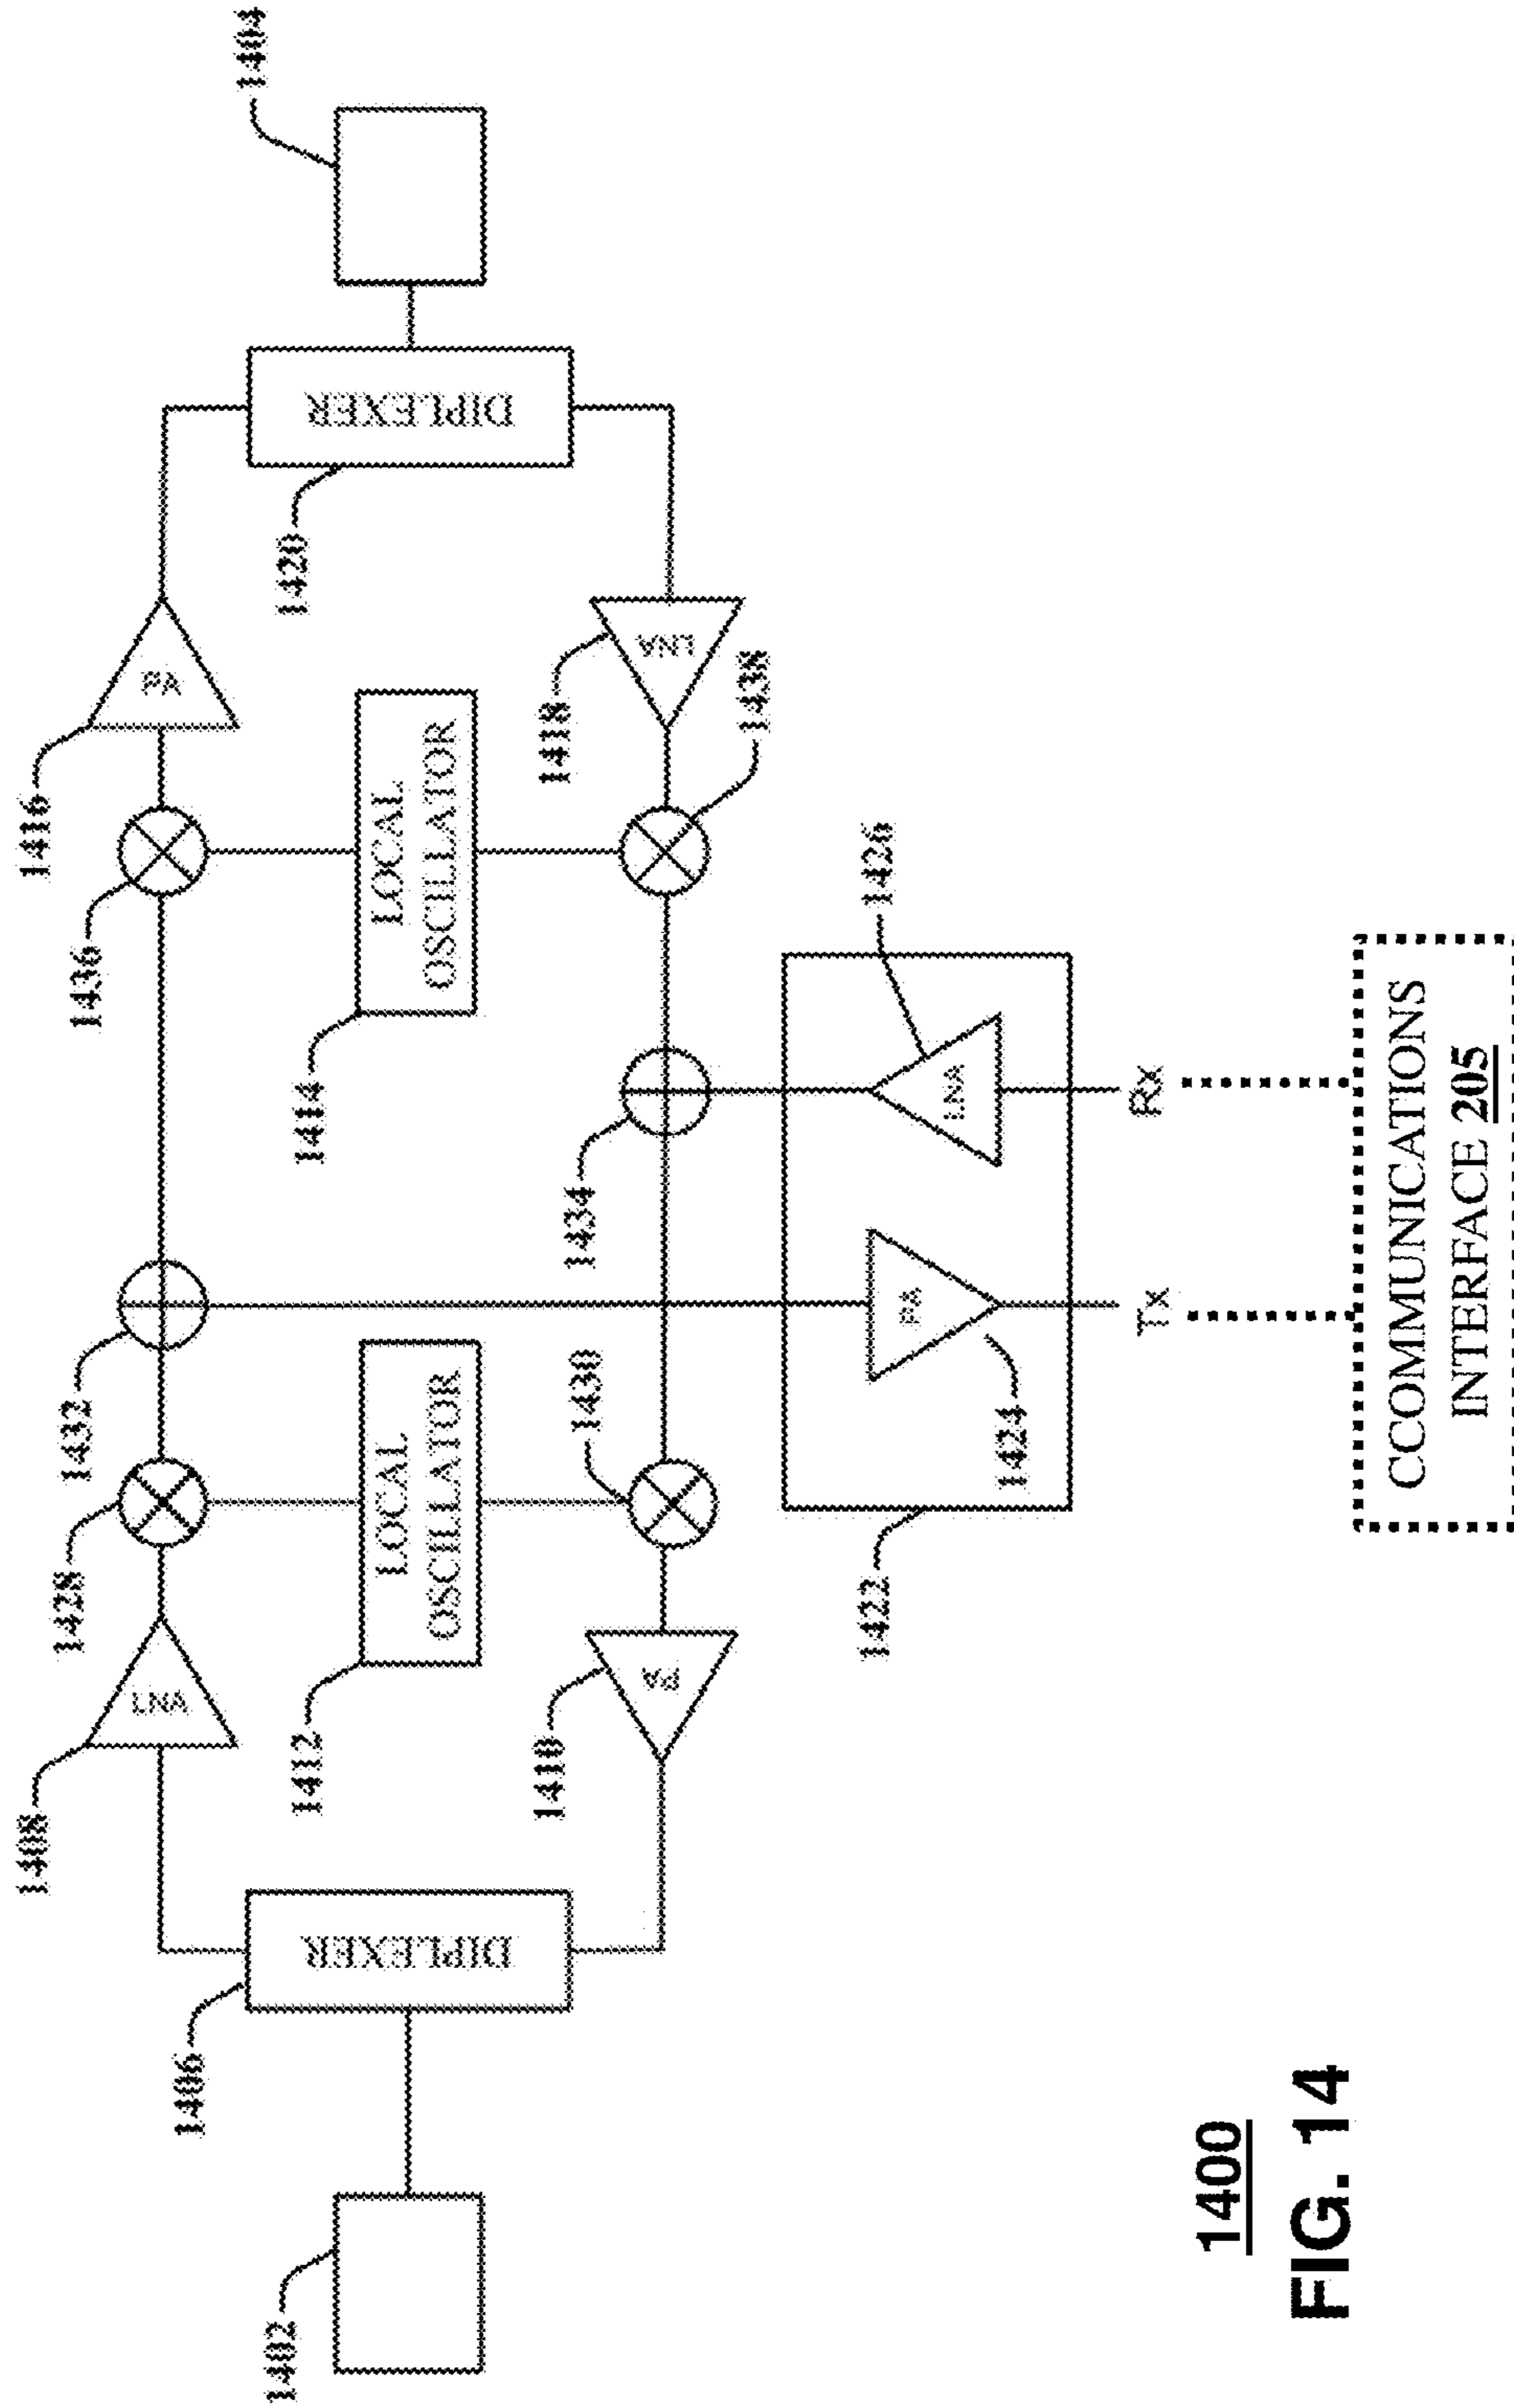 1408
1416
1428
1432
1436
LNA
PA
1406
1404
1402
1412
1414
1420
DIPLEXER
LOCAL
OSCILLATOR
LOCAL
OSCILLATOR
DIPLEXER
1410
1430
1434
1418
PA
LNA
1438
1422
PA
LNA
1426
1424
Tx
Rx
1400
FIG. 14
CCOMMUNICATIONS
INTERFACE 205